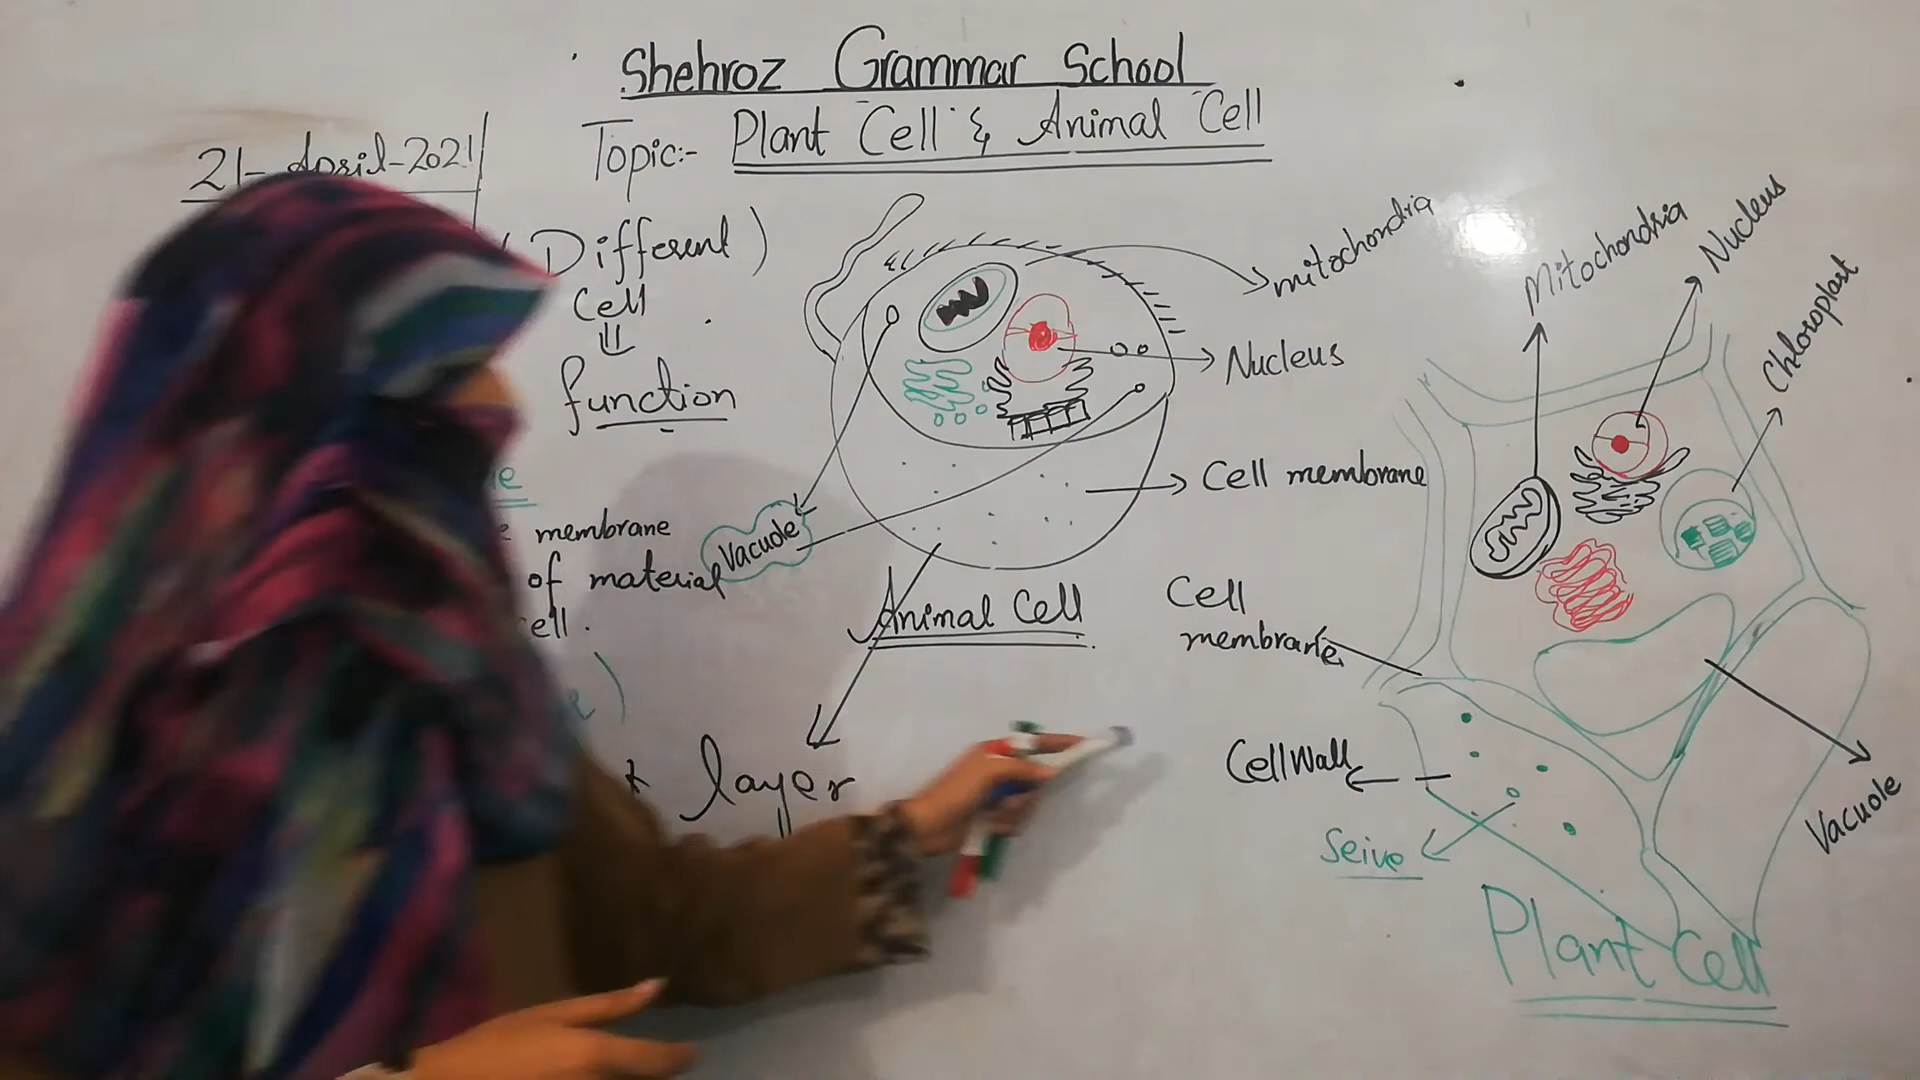 Shehroz Grammar School
21-April-2021
Topic:- Plant Cell & Animal Cell
(Different)
Cell
function
membrane
of material
cell.
layer
mitochondria
Nucleus
Cell membrane
Vacuole
Animal Cell
Mitochondria
Nucleus
Chloroplast
Cell
membrane
Cell Wall
Seive
Vacuole
Plant Cell